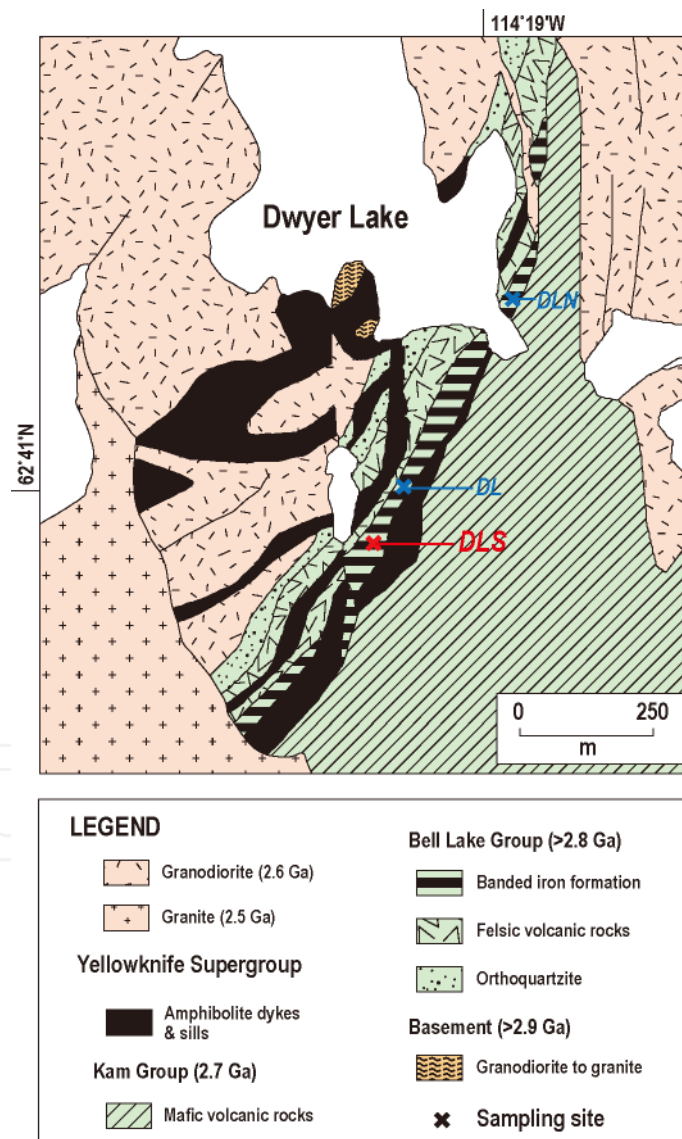 114°19'W
Dwyer Lake
DLN
62°41'N
DL
DLS
0 250
m
LEGEND
Granodiorite (2.6 Ga)
Granite (2.5 Ga)
Yellowknife Supergroup
Amphibolite dykes
& sills
Kam Group (2.7 Ga)
Mafic volcanic rocks
Bell Lake Group (>2.8 Ga)
Banded iron formation
Felsic volcanic rocks
Orthoquartzite
Basement (>2.9 Ga)
Granodiorite to granite
Sampling site